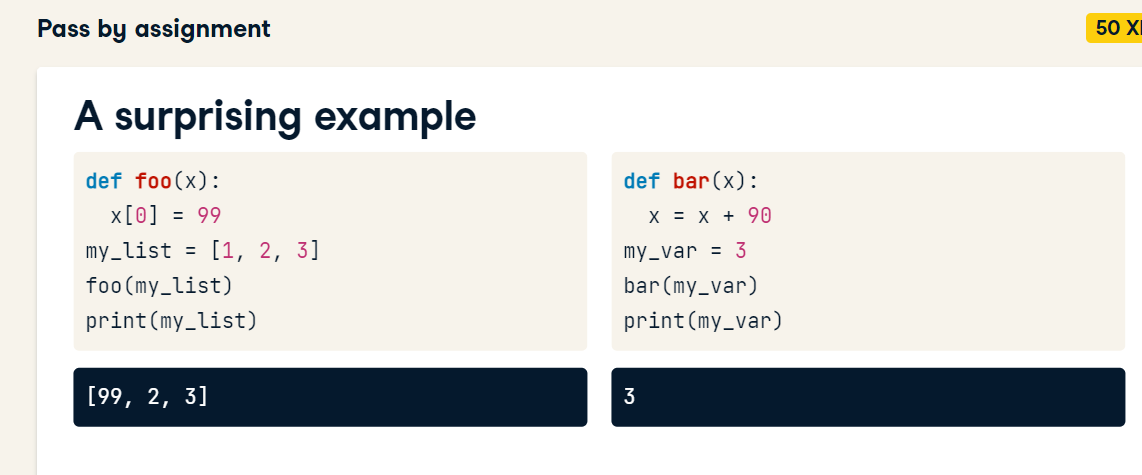 Pass by assignment
50 X
A surprising example
def foo(x):
  x[0] = 99
my_list = [1, 2, 3]
foo(my_list)
print(my_list)
[99, 2, 3]
def bar(x):
  x = x + 90
my_var = 3
bar(my_var)
print(my_var)
3